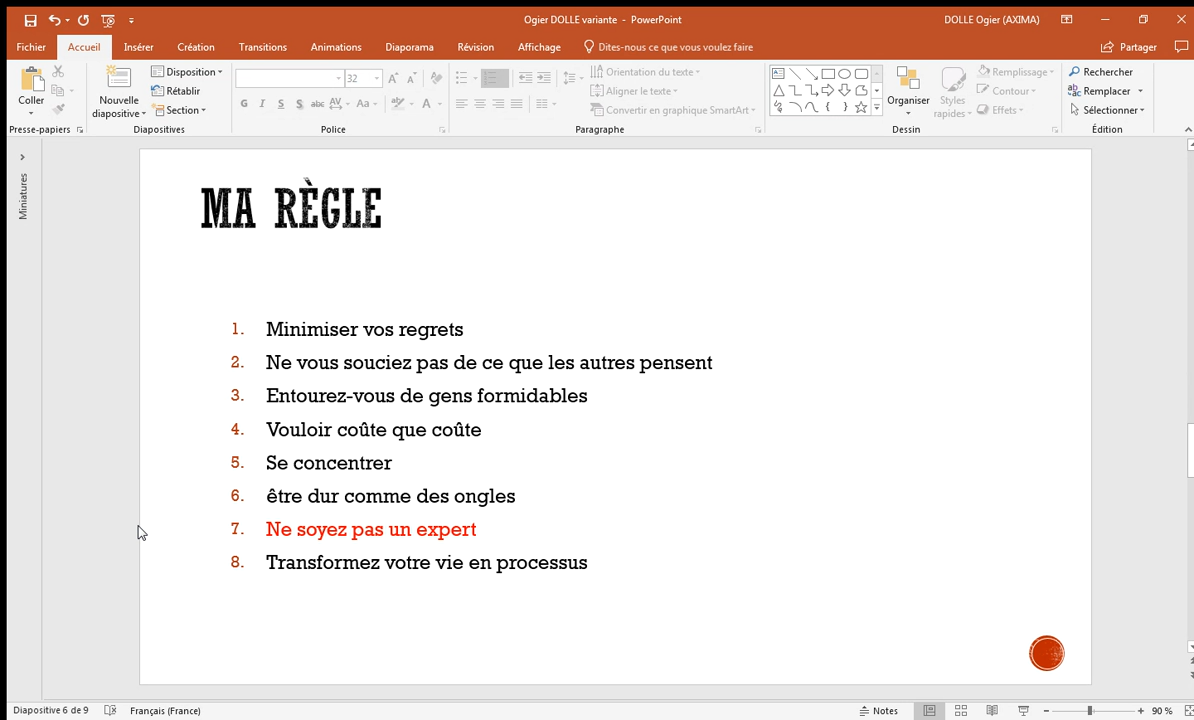 Ogier DOLLE variante - PowerPoint
DOLLE Ogier (AXIMA)
Fichier Accueil Insérer Création Transitions Animations Diaporama Révision Affichage Dites-nous ce que vous voulez faire Partager
Coller
Presse-papiers
Nouvelle diapositive
Disposition
Rétablir
Section
Diapositives
32
G I S S abc AV Aa A
Police
Orientation du texte
Aligner le texte
Convertir en graphique SmartArt
Paragraphe
Organiser
Styles rapides
Remplissage
Contour
Effets
Dessin
Rechercher
Remplacer
Sélectionner
Édition
Miniatures
MA RÈGLE
1. Minimiser vos regrets
2. Ne vous souciez pas de ce que les autres pensent
3. Entourez-vous de gens formidables
4. Vouloir coûte que coûte
5. Se concentrer
6. être dur comme des ongles
7. Ne soyez pas un expert
8. Transformez votre vie en processus
Diapositive 6 de 9 Français (France) Notes 90 %